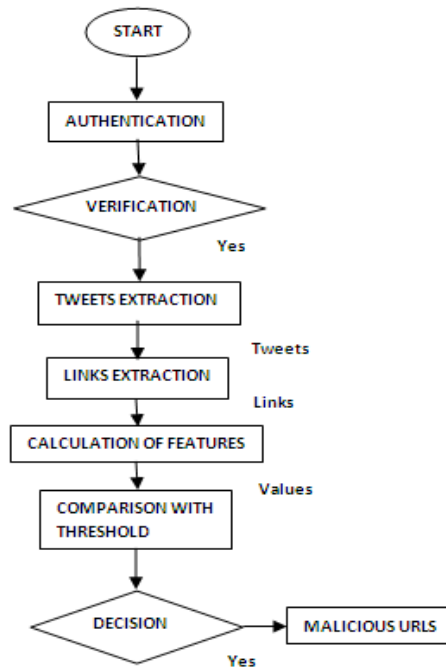 START
AUTHENTICATION
VERIFICATION
Yes
TWEETS EXTRACTION
Tweets
LINKS EXTRACTION
Links
CALCULATION OF FEATURES
Values
COMPARISON WITH
THRESHOLD
DECISION
MALICIOUS URLS
Yes